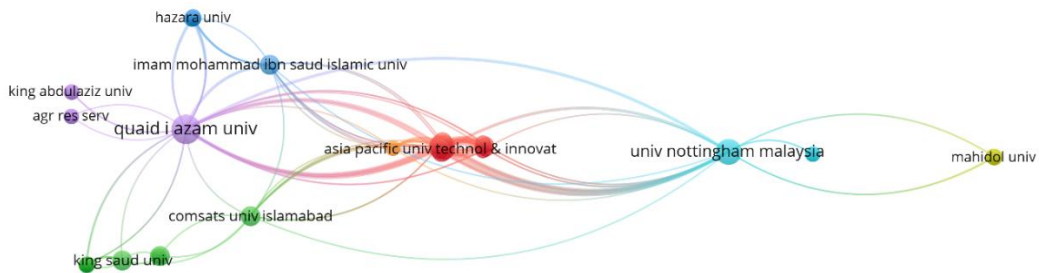 hazara univ
imam mohammad ibn saud islamic univ
king abdulaziz univ
agr res serv
quaid i azam univ
asia pacific univ technol & innovat
univ nottingham malaysia
mahidol univ
comsats univ islamabad
king saud univ